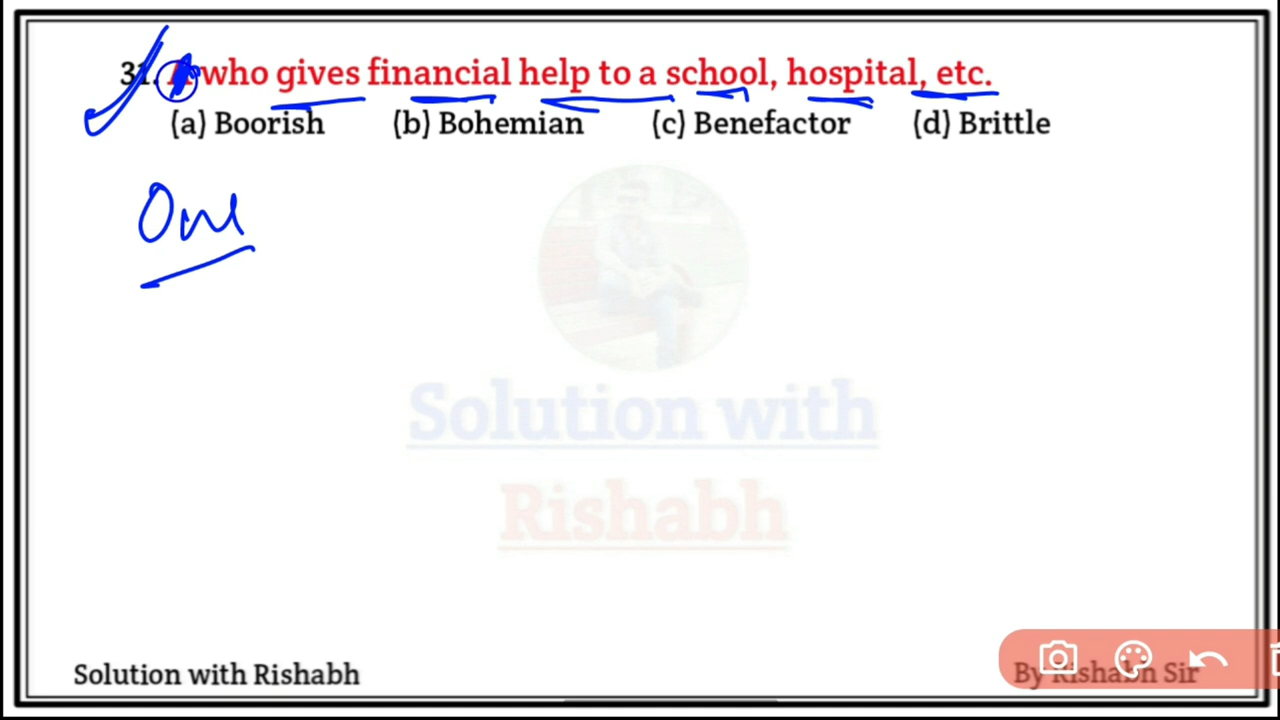 31. A who gives financial help to a school, hospital, etc.
(a) Boorish (b) Bohemian (c) Benefactor (d) Brittle
One
Solution with
Rishabh
Solution with Rishabh By Rishabh Sir